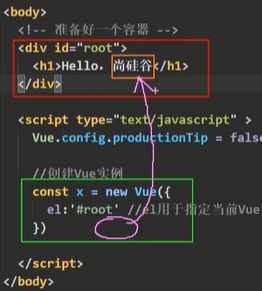 <body>
<!-- 准备好一个容器 -->
<div id="root">
<h1>Hello, 尚硅谷</h1>
</div>
<script type="text/javascript" >
Vue.config.productionTip = false
//创建Vue实例
const x = new Vue({
el:'#root' //el用于指定当前Vue
})
</script>
</body>